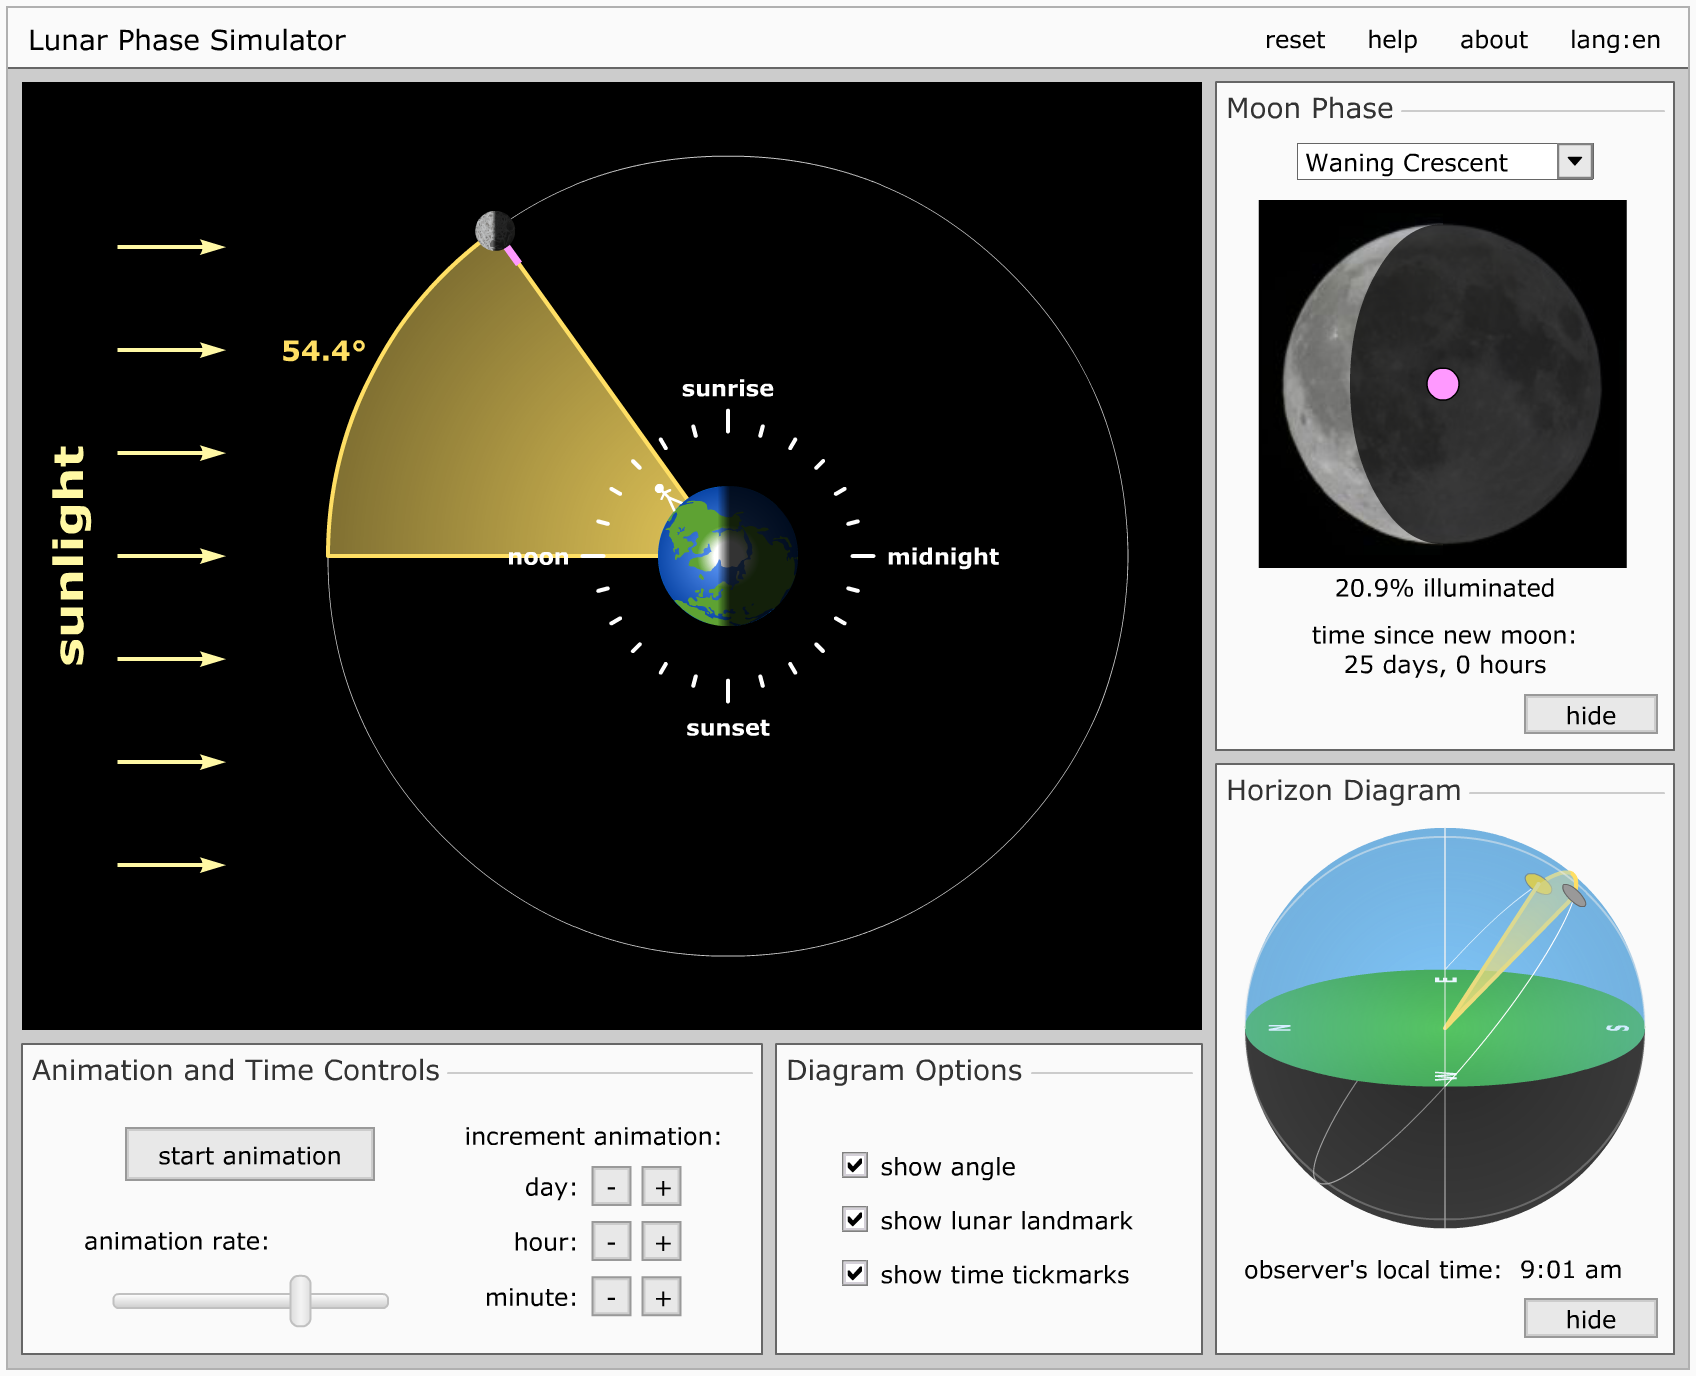 Lunar Phase Simulator
reset help about lang:en
sunlight
54.4°
sunrise
noon
midnight
sunset
Moon Phase
Waning Crescent
20.9% illuminated
time since new moon:
25 days, 0 hours
hide
Horizon Diagram
E
N
S
W
observer's local time: 9:01 am
hide
Animation and Time Controls
start animation
animation rate:
increment animation:
day: - +
hour: - +
minute: - +
Diagram Options
show angle
show lunar landmark
show time tickmarks